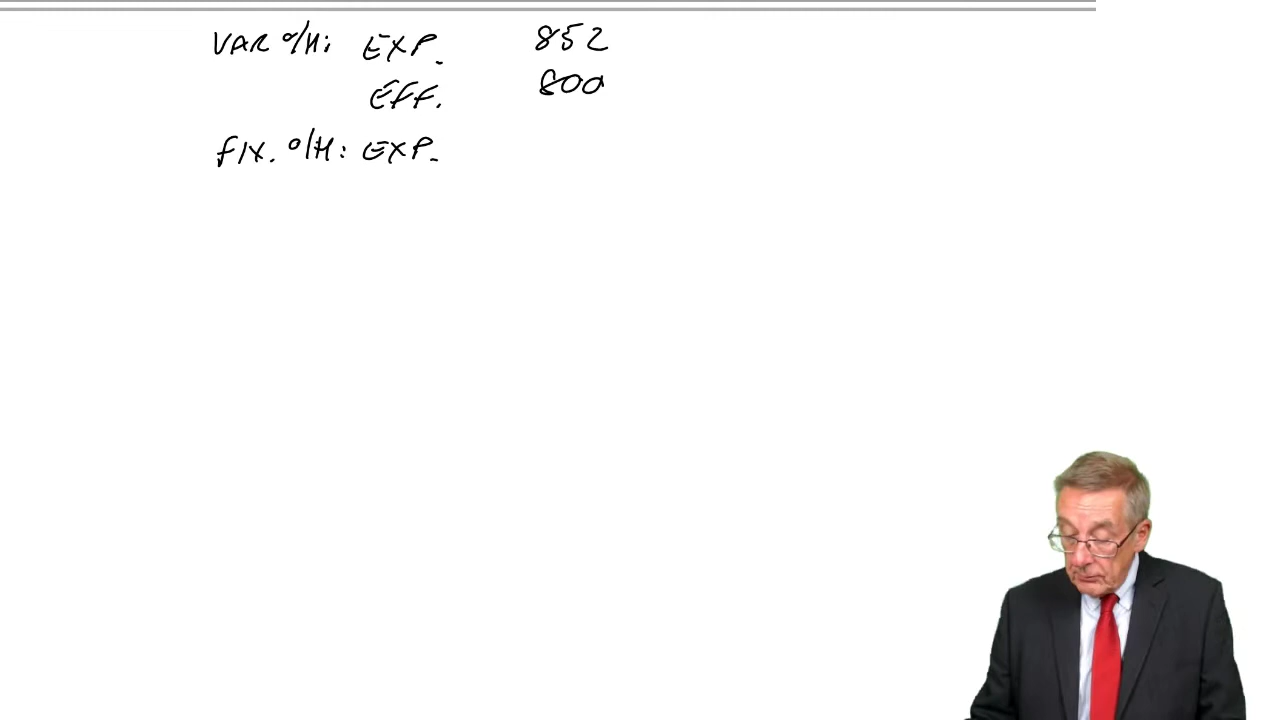 VAR O/H: EXP. 852
EFF. 800
FIX. O/H: EXP.